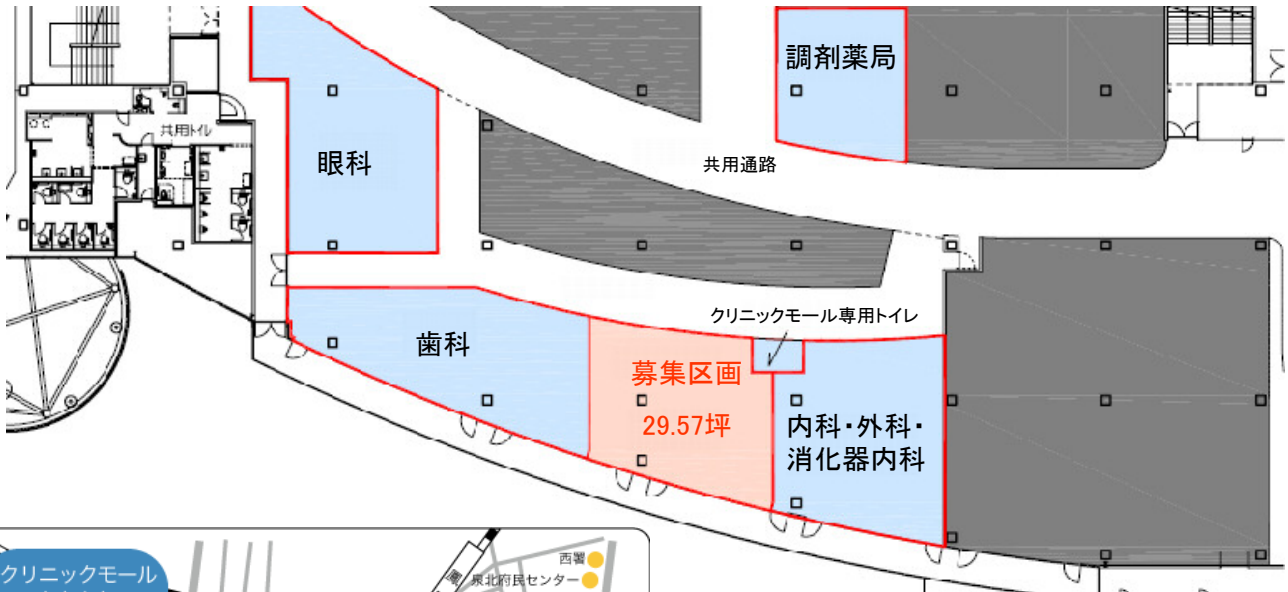 調剤薬局
共用トイレ
眼科
共用通路
クリニックモール専用トイレ
歯科
募集区画
29.57坪
内科・外科・
消化器内科
クリニックモール
西署
鳳
泉北府民センター